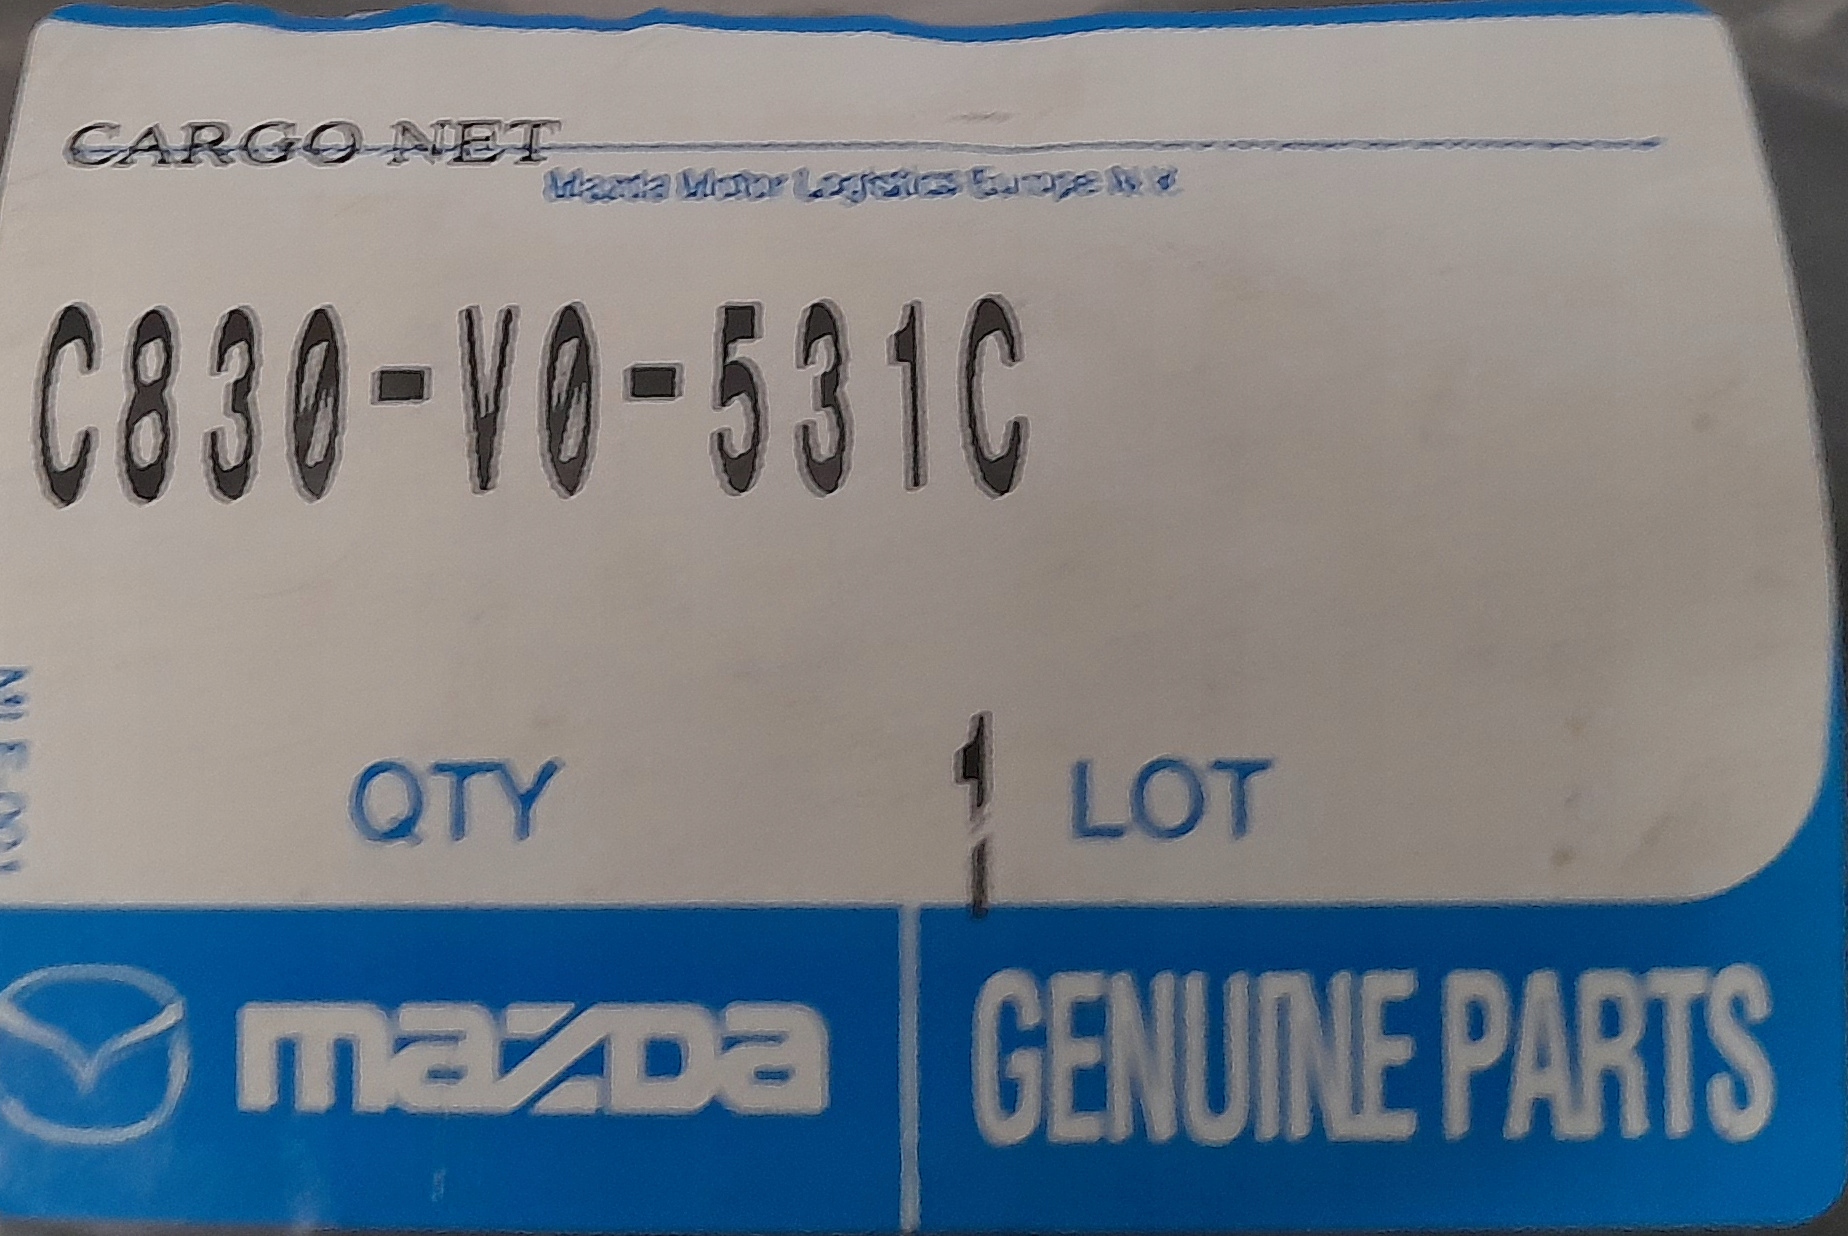 CARGO NET
Mazda Motor Logistics Europe N.V.
C830-V0-531C
QTY 1 LOT
mazda GENUINE PARTS